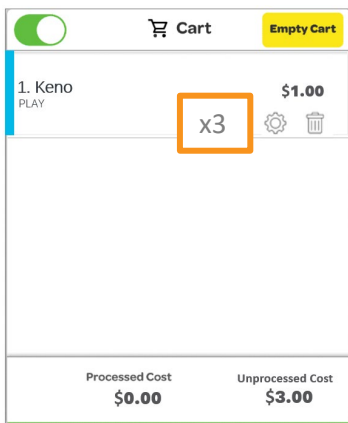 Cart
Empty Cart
1. Keno
$1.00
PLAY
x3
Processed Cost
Unprocessed Cost
$0.00
$3.00